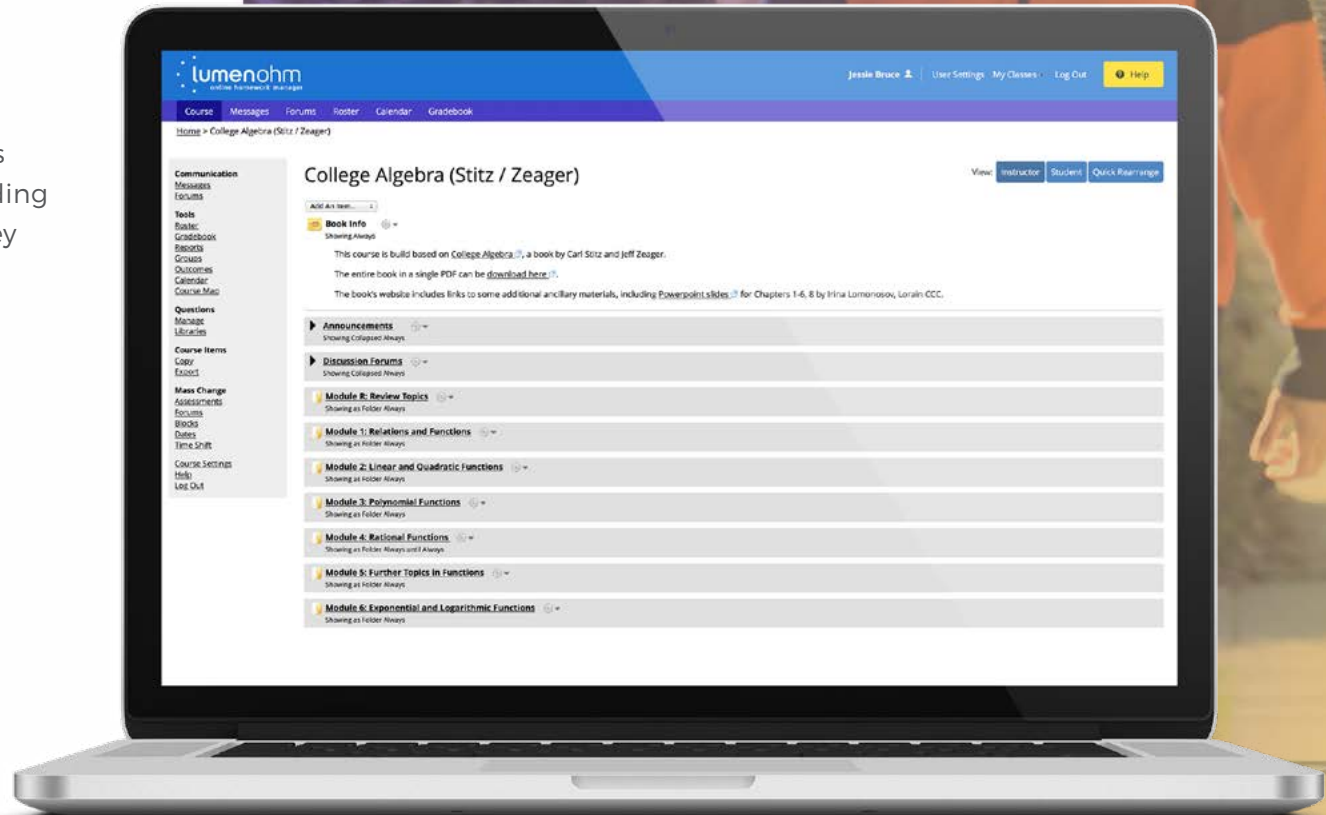 s
ding
ey
lumenohm
online homework manager
Jessie Bruce User Settings My Classes Log Out Help
Course Messages Forums Roster Calendar Gradebook
Home > College Algebra (Stitz / Zeager)
Communication
Messages
Forums
Tools
Roster
Gradebook
Reports
Groups
Outcomes
Calendar
Course Map
Questions
Manage
Libraries
Course Items
Copy
Export
Mass Change
Assessments
Forums
Blocks
Dates
Time Shift
Course Settings
Help
Log Out
College Algebra (Stitz / Zeager)
View: Instructor Student Quick Rearrange
Add An Item...
Book Info
Showing Always
This course is build based on College Algebra, a book by Carl Stitz and Jeff Zeager.
The entire book in a single PDF can be download here.
The book's website includes links to some additional ancillary materials, including Powerpoint slides for Chapters 1-6, 8 by Irina Lomonosov, Lorain CCC.
Announcements
Showing Collapsed Always
Discussion Forums
Showing Collapsed Always
Module R: Review Topics
Showing as Folder Always
Module 1: Relations and Functions
Showing as Folder Always
Module 2: Linear and Quadratic Functions
Showing as Folder Always
Module 3: Polynomial Functions
Showing as Folder Always
Module 4: Rational Functions
Showing as Folder Always until Always
Module 5: Further Topics in Functions
Showing as Folder Always
Module 6: Exponential and Logarithmic Functions
Showing as Folder Always